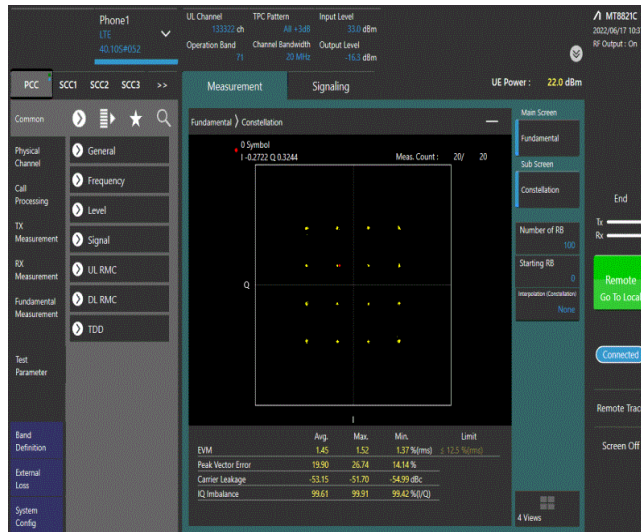 Phone1
LTE
40.10S#052
UL Channel
133322 ch
TPC Pattern
All +3dB
Input Level
33.0 dBm
Operation Band
71
Channel Bandwidth
20 MHz
Output Level
-16.3 dBm
MT8821C
2022/06/17 10:3
RF Output : On
PCC SCC1 SCC2 SCC3 >>
Measurement
Signaling
UE Power : 22.0 dBm
Common
Physical
Channel
Call
Processing
TX
Measurement
RX
Measurement
Fundamental
Measurement
Test
Parameter
Band
Definition
External
Loss
System
Config
General
Frequency
Level
Signal
UL RMC
DL RMC
TDD
Fundamental Constellation
0 Symbol
I -0.2722 Q 0.3244
Meas. Count : 20/ 20
Q
I
Avg. Max. Min. Limit
EVM 1.45 1.52 1.37 %(rms) ≤ 12.5 %(rms)
Peak Vector Error 19.90 26.74 14.14 %
Carrier Leakage -53.15 -51.70 -54.99 dBc
IQ Imbalance 99.61 99.91 99.42 %(I/Q)
Main Screen
Fundamental
Sub Screen
Constellation
Number of RB
100
Starting RB
0
Interpolation (Constellation)
None
4 Views
End
Tx
Rx
Remote
Go To Local
Connected
Remote Trac
Screen Off